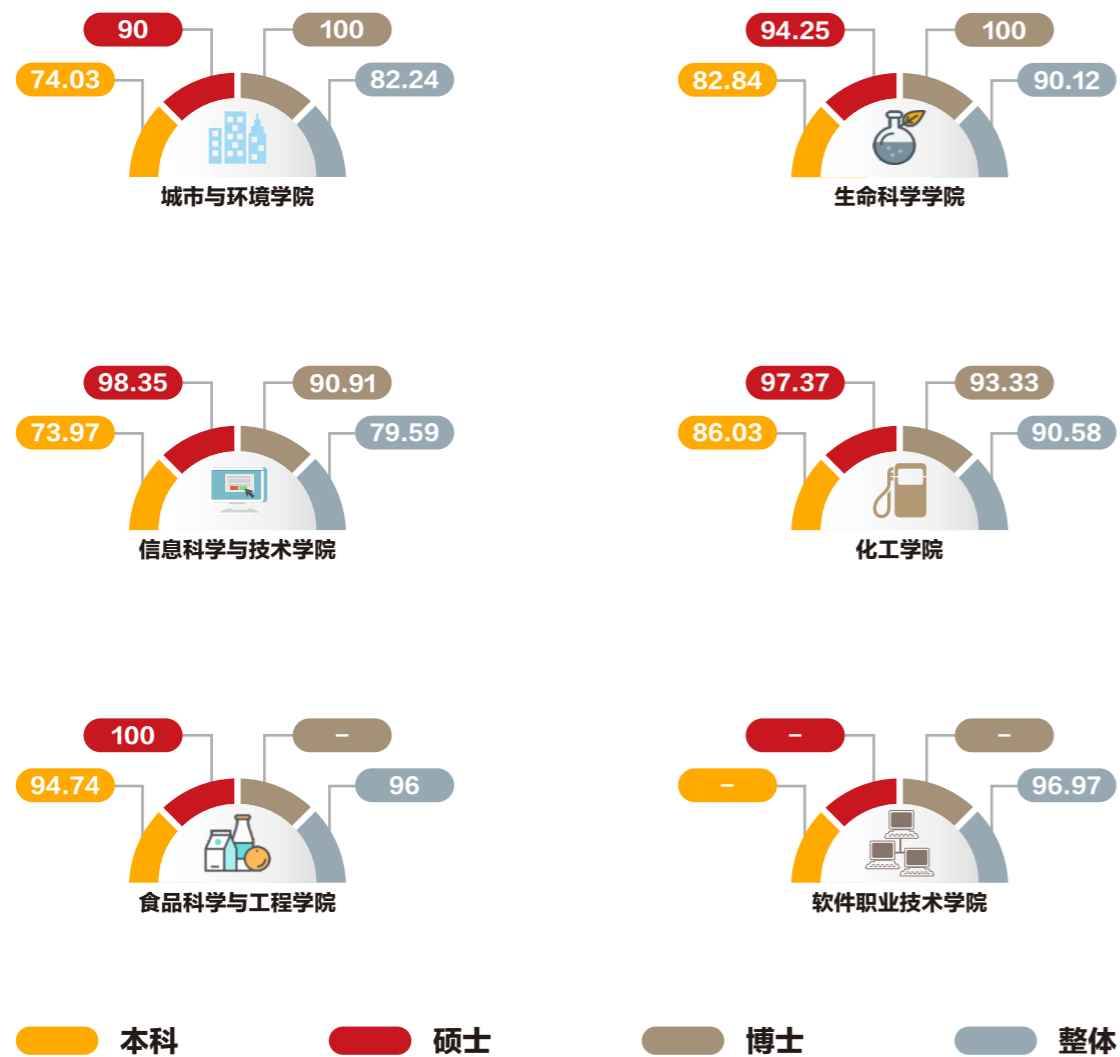 90
100
74.03
82.24
城市与环境学院
94.25
100
82.84
90.12
生命科学学院
98.35
90.91
73.97
79.59
信息科学与技术学院
97.37
93.33
86.03
90.58
化工学院
100
–
94.74
96
食品科学与工程学院
–
–
–
96.97
软件职业技术学院
本科
硕士
博士
整体